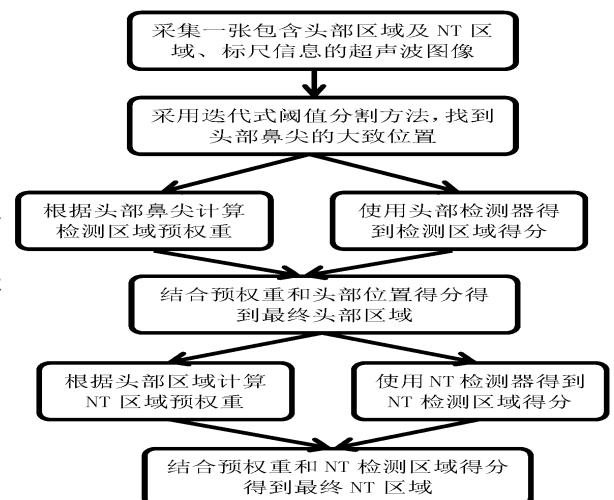 采集一张包含头部区域及 NT 区
域、标尺信息的超声波图像
采用迭代式阈值分割方法,找到
头部鼻尖的大致位置
根据头部鼻尖计算
检测区域预权重
使用头部检测器得
到检测区域得分
结合预权重和头部位置得分得
到最终头部区域
根据头部区域计算
NT 区域预权重
使用 NT 检测器得到
NT 检测区域得分
结合预权重和 NT 检测区域得分
得到最终 NT 区域